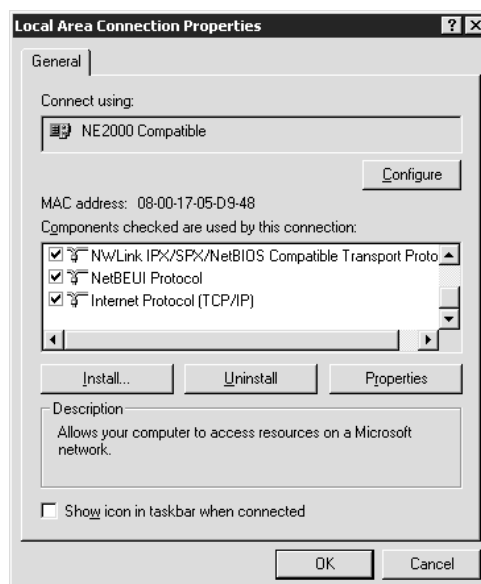 Local Area Connection Properties
General
Connect using:
NE2000 Compatible
Configure
MAC address: 08-00-17-05-D9-48
Components checked are used by this connection:
NWLink IPX/SPX/NetBIOS Compatible Transport Proto
NetBEUI Protocol
Internet Protocol (TCP/IP)
Install... Uninstall Properties
Description
Allows your computer to access resources on a Microsoft
network.
Show icon in taskbar when connected
OK Cancel